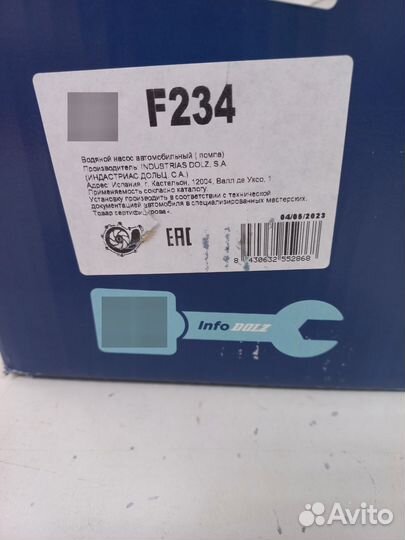 F234
Водяной насос автомобильный ( помпа)
Производитель: INDUSTRIAS DOLZ, S.A.
(ИНДАСТРИАС ДОЛЬЦ, С.А.)
Адрес: Испания, г. Кастельон, 12004, Валл де Уксо, 1
Применяемость согласно каталогу.
Установку производить в соответствии с технической
документацией автомобиля в специализированных мастерских.
Товар сертифицирован.
04/05/2023
EAC
8 430632 552868
Info DOLZ
Avito